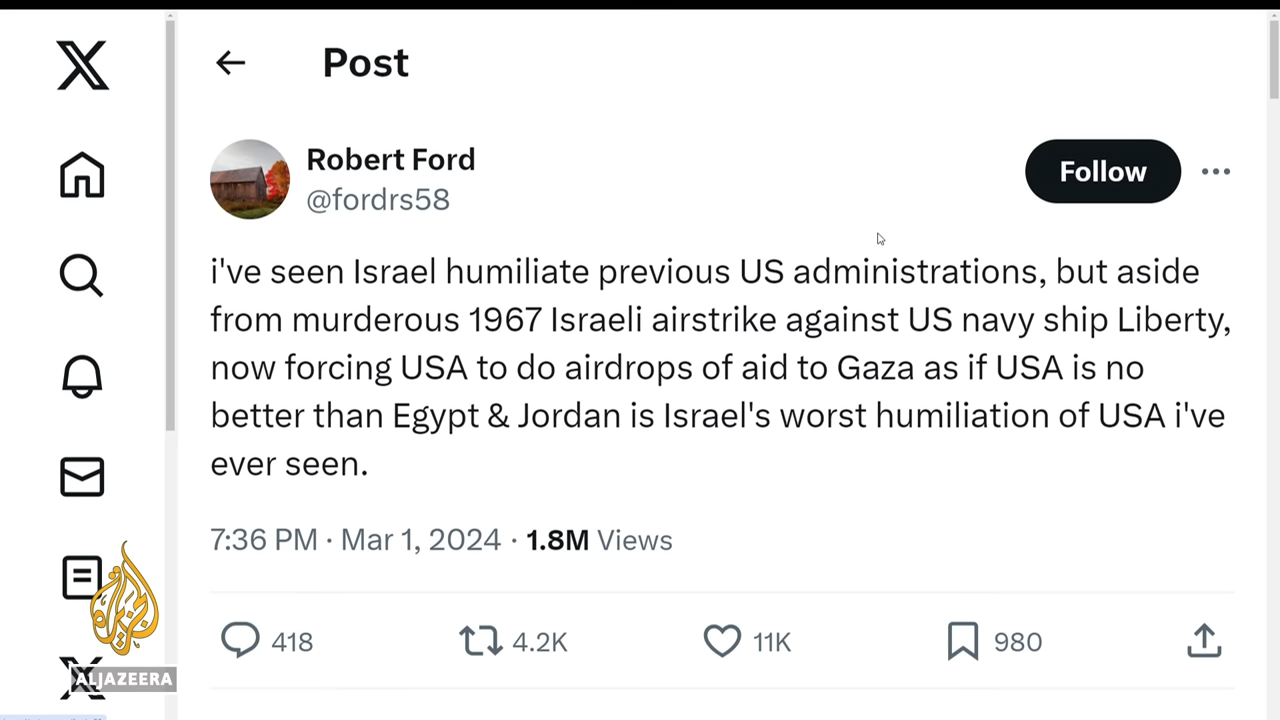 Post
Robert Ford
@fordrs58
Follow
i've seen Israel humiliate previous US administrations, but aside
from murderous 1967 Israeli airstrike against US navy ship Liberty,
now forcing USA to do airdrops of aid to Gaza as if USA is no
better than Egypt & Jordan is Israel's worst humiliation of USA i've
ever seen.
7:36 PM · Mar 1, 2024 · 1.8M Views
418 4.2K 11K 980
ALJAZEERA